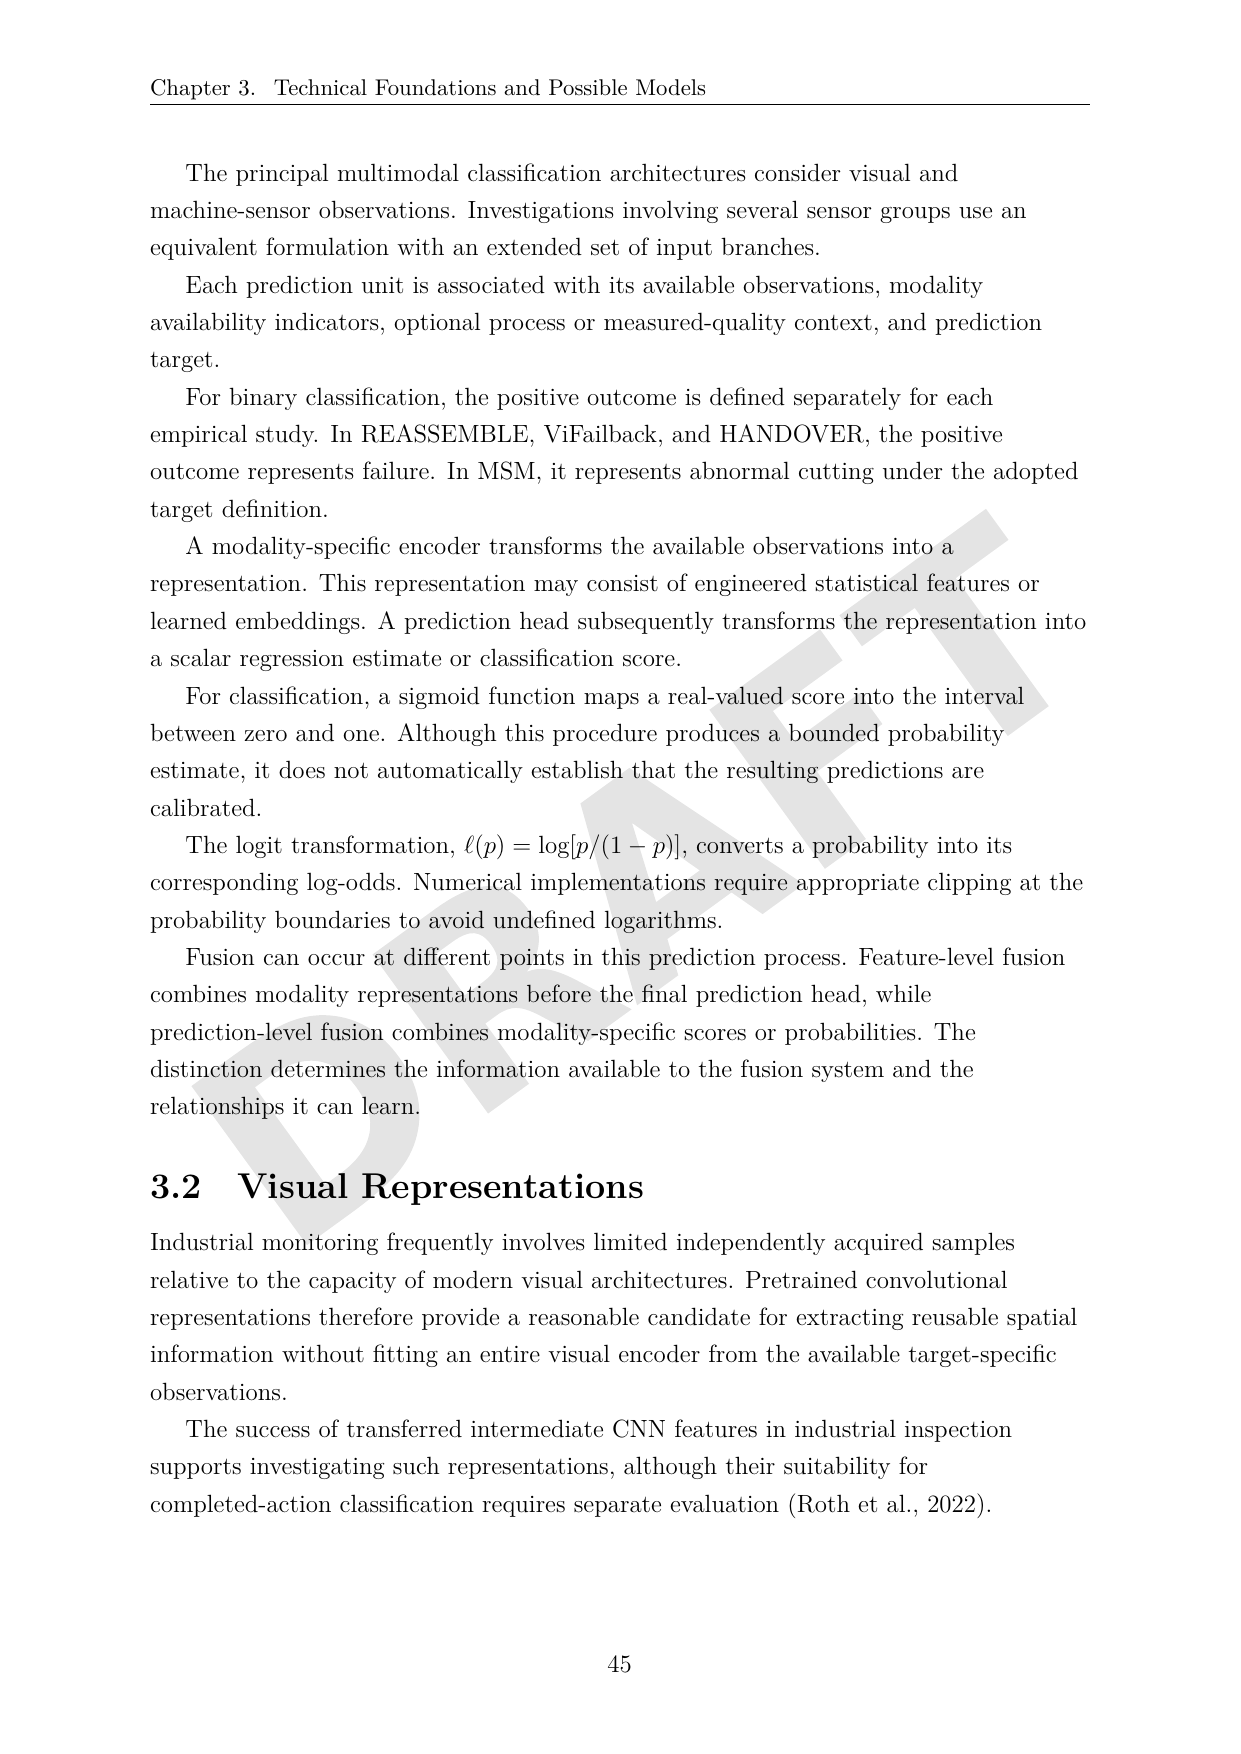 Chapter 3. Technical Foundations and Possible Models
The principal multimodal classification architectures consider visual and
machine-sensor observations. Investigations involving several sensor groups use an
equivalent formulation with an extended set of input branches.
Each prediction unit is associated with its available observations, modality
availability indicators, optional process or measured-quality context, and prediction
target.
For binary classification, the positive outcome is defined separately for each
empirical study. In REASSEMBLE, ViFailback, and HANDOVER, the positive
outcome represents failure. In MSM, it represents abnormal cutting under the adopted
target definition.
A modality-specific encoder transforms the available observations into a
representation. This representation may consist of engineered statistical features or
learned embeddings. A prediction head subsequently transforms the representation into
a scalar regression estimate or classification score.
For classification, a sigmoid function maps a real-valued score into the interval
between zero and one. Although this procedure produces a bounded probability
estimate, it does not automatically establish that the resulting predictions are
calibrated.
The logit transformation, ℓ(p) = log[p/(1 − p)], converts a probability into its
corresponding log-odds. Numerical implementations require appropriate clipping at the
probability boundaries to avoid undefined logarithms.
Fusion can occur at different points in this prediction process. Feature-level fusion
combines modality representations before the final prediction head, while
prediction-level fusion combines modality-specific scores or probabilities. The
distinction determines the information available to the fusion system and the
relationships it can learn.
3.2 Visual Representations
Industrial monitoring frequently involves limited independently acquired samples
relative to the capacity of modern visual architectures. Pretrained convolutional
representations therefore provide a reasonable candidate for extracting reusable spatial
information without fitting an entire visual encoder from the available target-specific
observations.
The success of transferred intermediate CNN features in industrial inspection
supports investigating such representations, although their suitability for
completed-action classification requires separate evaluation (Roth et al., 2022).
45
DRAFT